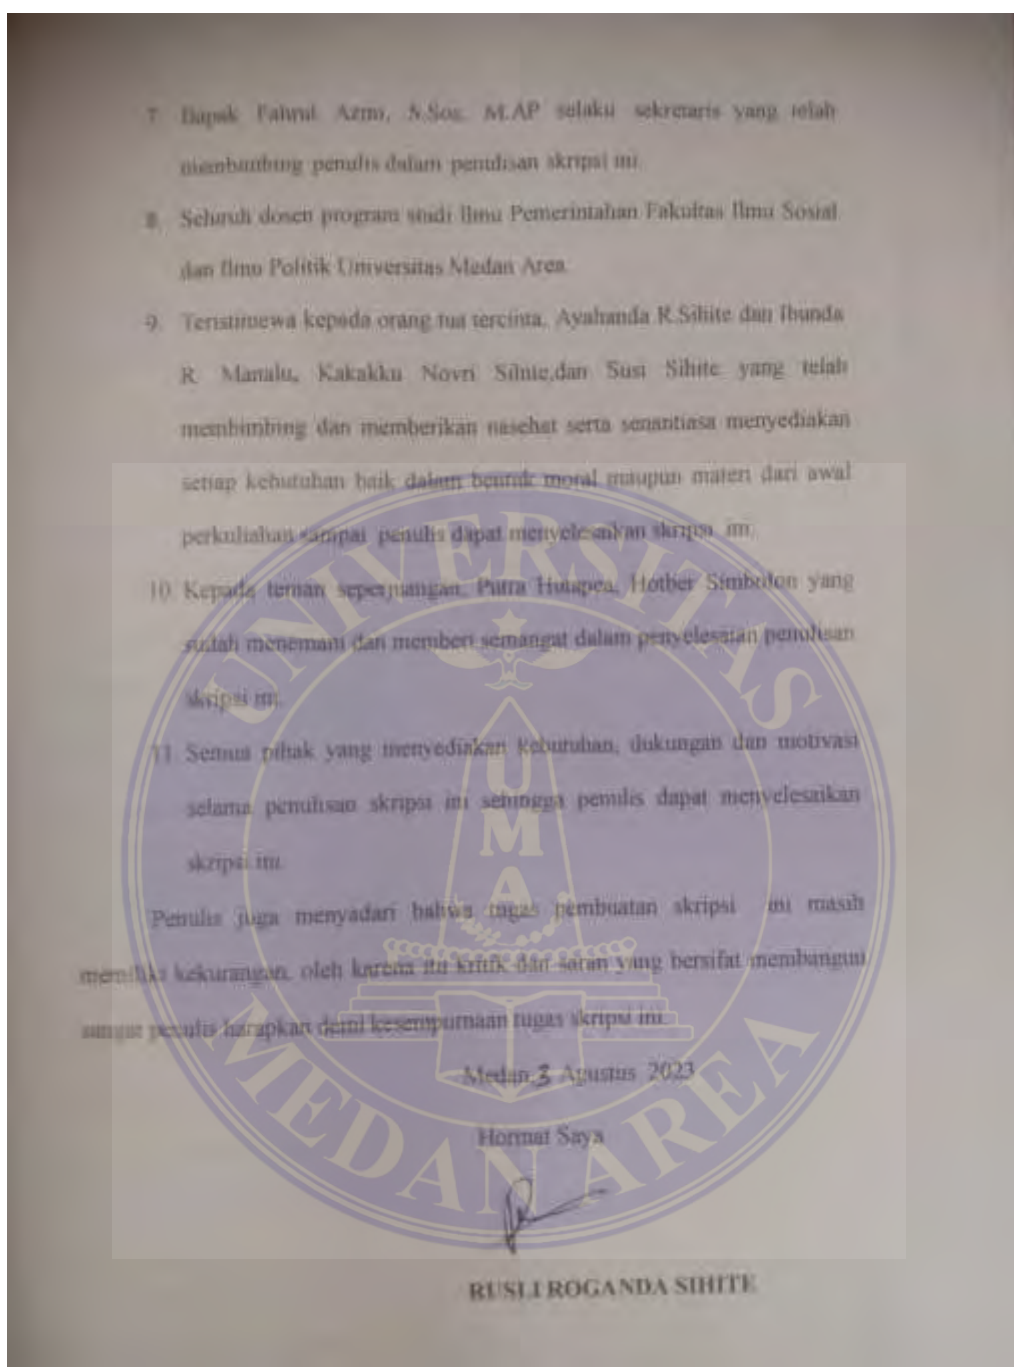 7. Bapak Fahrul Azmi, S.Sos, M.AP selaku sekretaris yang telah
membimbing penulis dalam penulisan skripsi ini.
8. Seluruh dosen program studi Ilmu Pemerintahan Fakultas Ilmu Sosial
dan Ilmu Politik Universitas Medan Area.
9. Teristimewa kepada orang tua tercinta, Ayahanda R.Sihite dan Ibunda
R. Manalu, Kakakku Novri Sihite,dan Susi Sihite yang telah
membimbing dan memberikan nasehat serta senantiasa menyediakan
setiap kebutuhan baik dalam bentuk moral maupun materi dari awal
perkuliahan sampai penulis dapat menyelesaikan skripsi ini.
10. Kepada teman seperjuangan, Putra Hutapea, Hotber Simbolon yang
sudah menemani dan memberi semangat dalam penyelesaian penulisan
skripsi ini.
11. Semua pihak yang menyediakan kebutuhan, dukungan dan motivasi
selama penulisan skripsi ini sehingga penulis dapat menyelesaikan
skripsi ini.
Penulis juga menyadari bahwa tugas pembuatan skripsi ini masih
memiliki kekurangan, oleh karena itu kritik dan saran yang bersifat membangun
sangat penulis harapkan demi kesempurnaan tugas skripsi ini.
Medan, 3 Agustus 2023
Hormat Saya
RUSLI ROGANDA SIHITE
UNIVERSITAS
UMA
MEDAN AREA